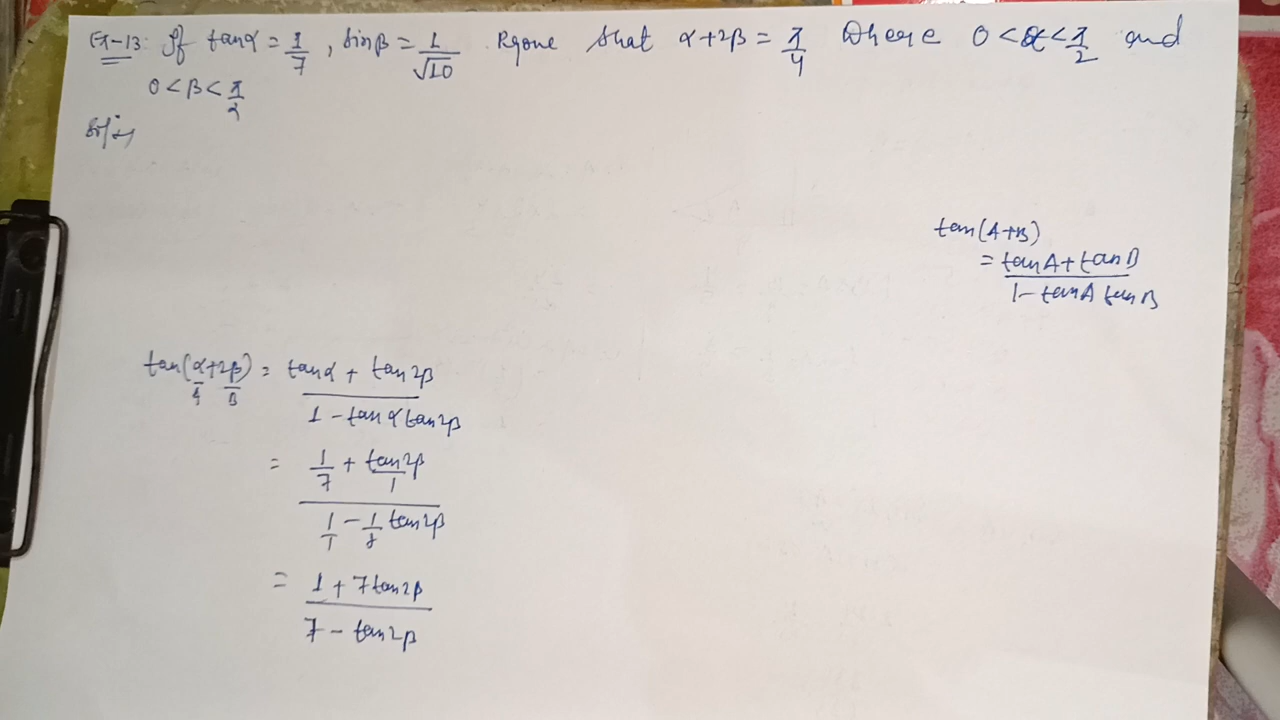 Ex-13: If tanα = 1/7, sinβ = 1/√10 Prove that α+2β = π/4 Where 0<α<π/2 and
0<β<π/2
Sol/n
tan(A+B)
= (tanA + tanB)/(1 - tanA tanB)
tan(α+2β) = (tanα + tan2β)/(1 - tanα tan2β)
A B
= (1/7 + tan2β/1)/(1/1 - 1/7 tan2β)
= (1 + 7tan2β)/(7 - tan2β)